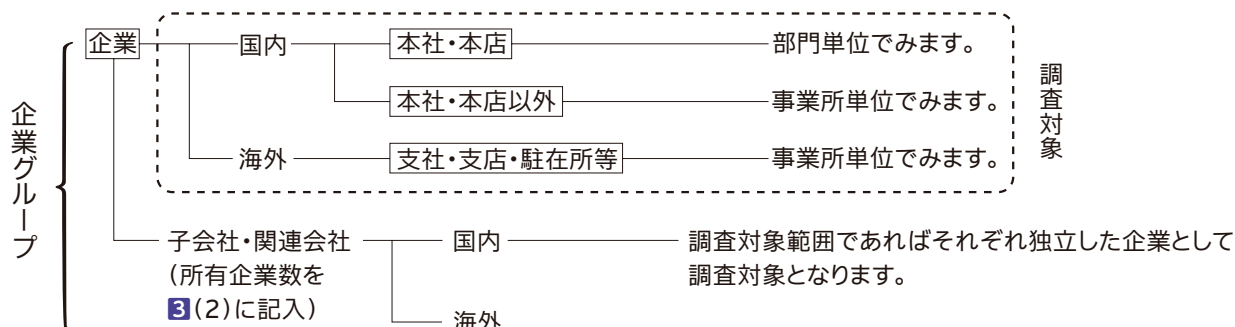 企業グループ
企業
国内
本社・本店
部門単位でみます。
本社・本店以外
事業所単位でみます。
海外
支社・支店・駐在所等
事業所単位でみます。
調査対象
子会社・関連会社
(所有企業数を
3(2)に記入)
国内
調査対象範囲であればそれぞれ独立した企業として
調査対象となります。
海外